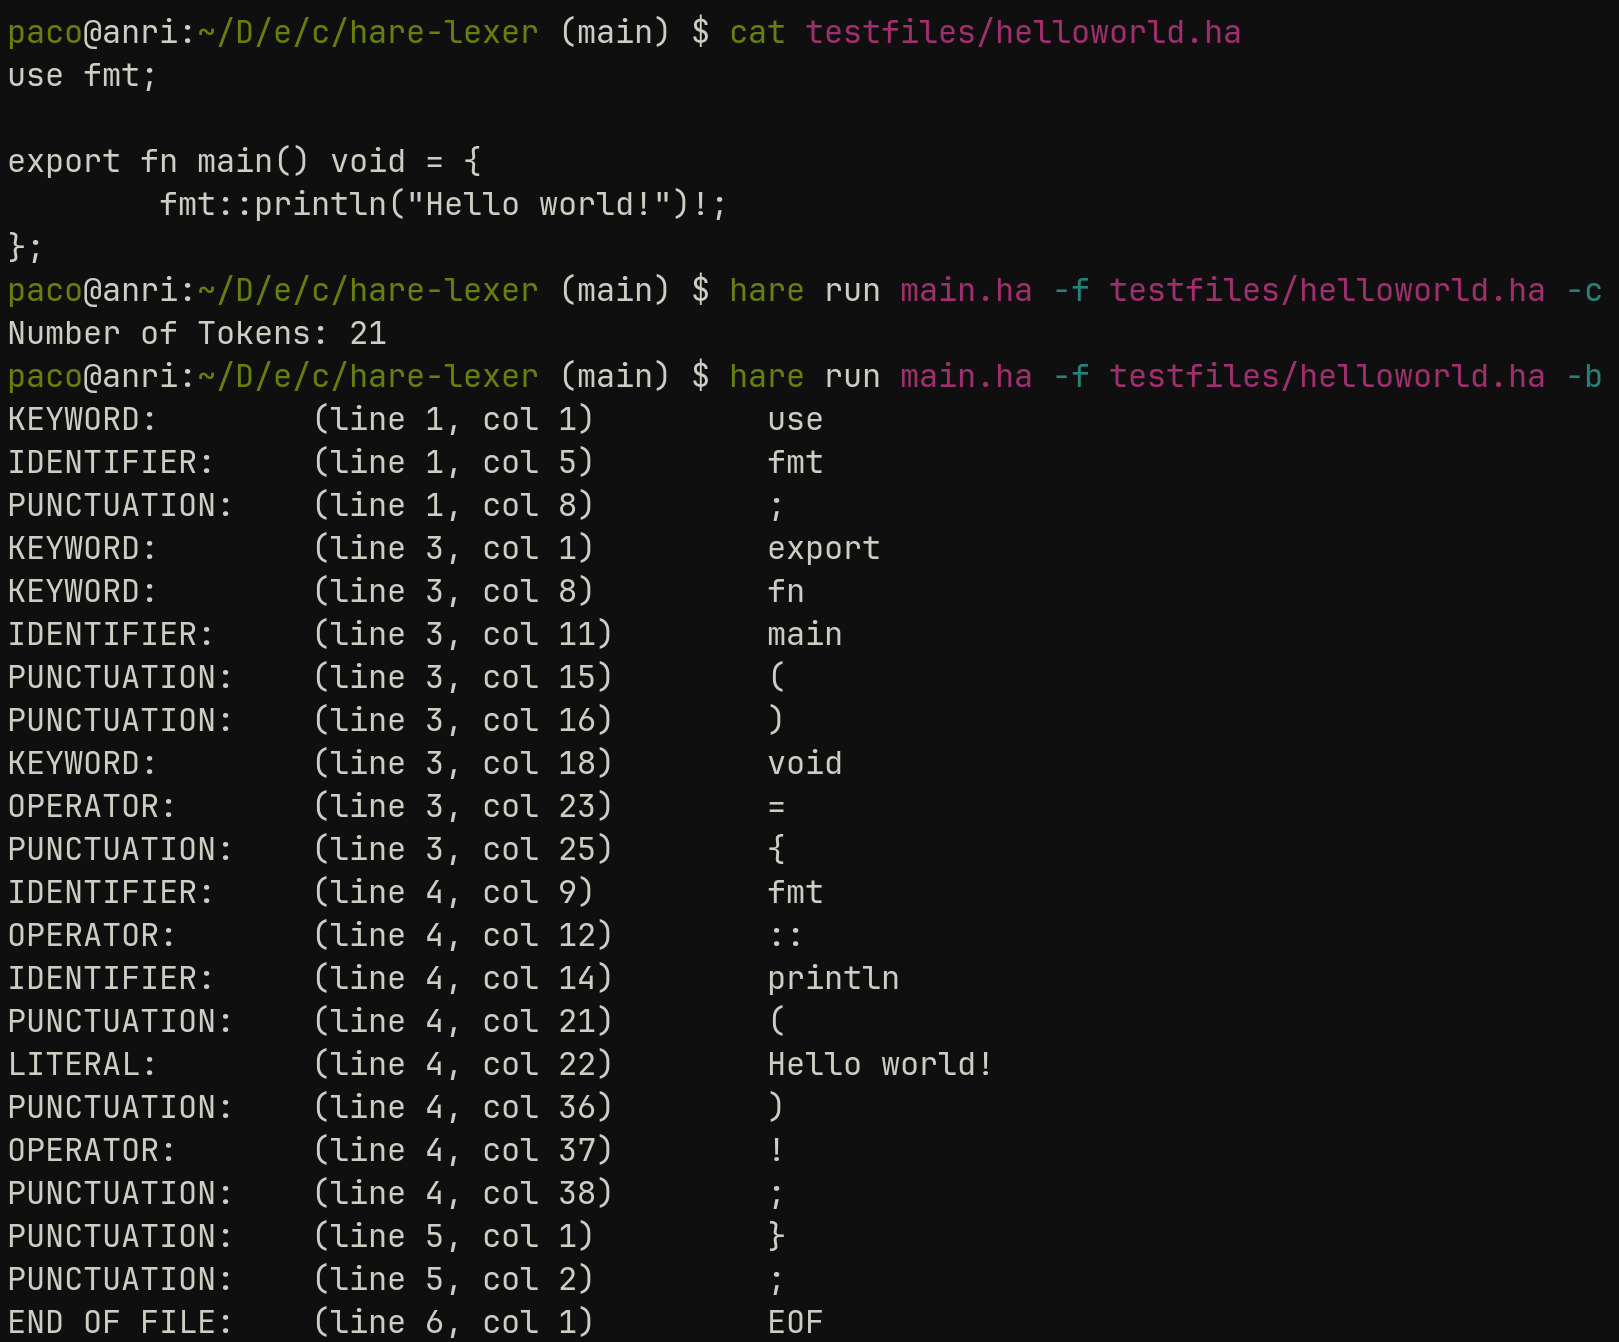 paco@anri:~/D/e/c/hare-lexer (main) $ cat testfiles/helloworld.ha
use fmt;

export fn main() void = {
        fmt::println("Hello world!")!;
};
paco@anri:~/D/e/c/hare-lexer (main) $ hare run main.ha -f testfiles/helloworld.ha -c
Number of Tokens: 21
paco@anri:~/D/e/c/hare-lexer (main) $ hare run main.ha -f testfiles/helloworld.ha -b
KEYWORD:        (line 1, col 1)         use
IDENTIFIER:     (line 1, col 5)         fmt
PUNCTUATION:    (line 1, col 8)         ;
KEYWORD:        (line 3, col 1)         export
KEYWORD:        (line 3, col 8)         fn
IDENTIFIER:     (line 3, col 11)        main
PUNCTUATION:    (line 3, col 15)        (
PUNCTUATION:    (line 3, col 16)        )
KEYWORD:        (line 3, col 18)        void
OPERATOR:       (line 3, col 23)        =
PUNCTUATION:    (line 3, col 25)        {
IDENTIFIER:     (line 4, col 9)         fmt
OPERATOR:       (line 4, col 12)        ::
IDENTIFIER:     (line 4, col 14)        println
PUNCTUATION:    (line 4, col 21)        (
LITERAL:        (line 4, col 22)        Hello world!
PUNCTUATION:    (line 4, col 36)        )
OPERATOR:       (line 4, col 37)        !
PUNCTUATION:    (line 4, col 38)        ;
PUNCTUATION:    (line 5, col 1)         }
PUNCTUATION:    (line 5, col 2)         ;
END OF FILE:    (line 6, col 1)         EOF